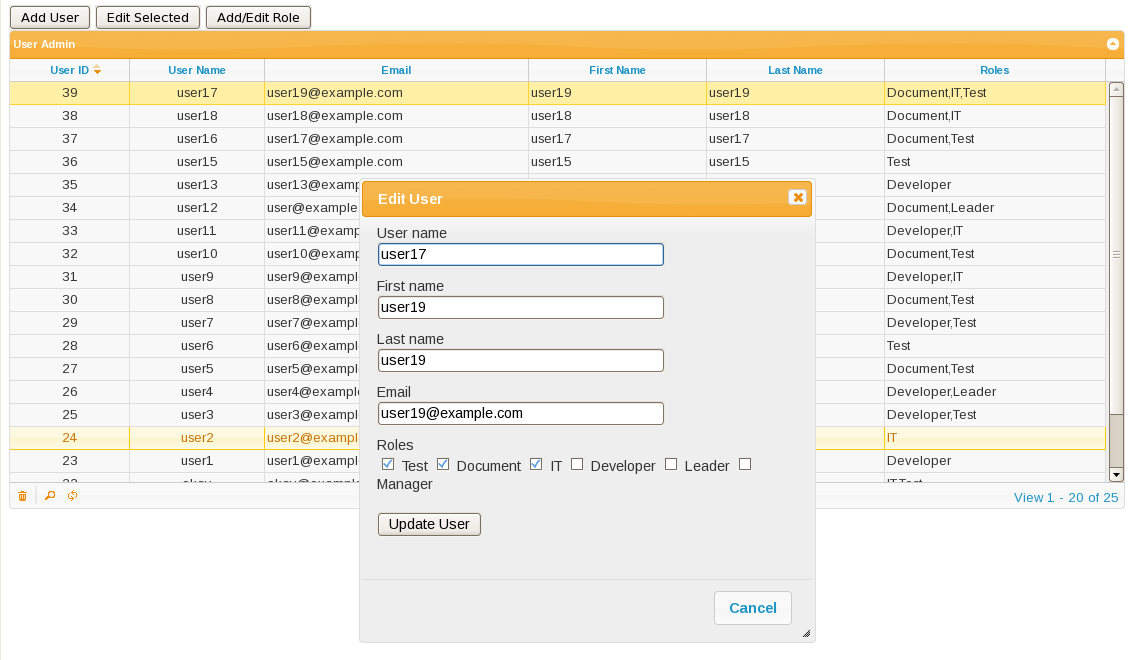 Add User Edit Selected Add/Edit Role
User Admin
User ID User Name Email First Name Last Name Roles
39 user17 user19@example.com user19 user19 Document,IT,Test
38 user18 user18@example.com user18 user18 Document,IT
37 user16 user17@example.com user17 user17 Document,Test
36 user15 user15@example.com user15 user15 Test
35 user13 user13@examp Developer
34 user12 user@example Document,Leader
33 user11 user11@examp Developer,IT
32 user10 user10@examp Document,Test
31 user9 user9@exampl Developer,IT
30 user8 user8@exampl Document,Test
29 user7 user7@exampl Developer,Test
28 user6 user6@exampl Test
27 user5 user5@exampl Document,Test
26 user4 user4@exampl Developer,Leader
25 user3 user3@exampl Developer,Test
24 user2 user2@exampl IT
23 user1 user1@exampl Developer
View 1 - 20 of 25
Edit User
User name
user17
First name
user19
Last name
user19
Email
user19@example.com
Roles
Test Document IT Developer Leader
Manager
Update User
Cancel